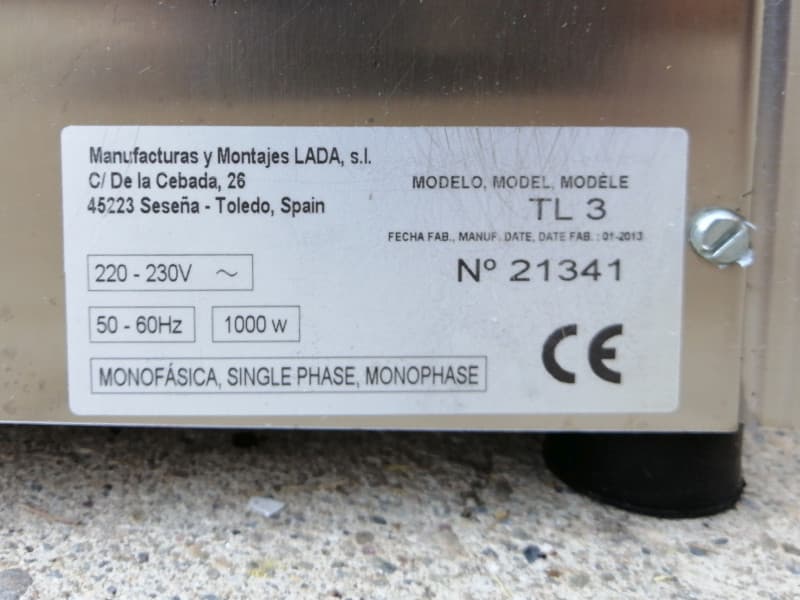 Manufacturas y Montajes LADA, s.l.
C/ De la Cebada, 26
45223 Seseña - Toledo, Spain
MODELO, MODEL, MODÉLE
TL 3
FECHA FAB., MANUF. DATE, DATE FAB. : 01-2013
220 - 230V ~
Nº 21341
50 - 60Hz
1000 w
CE
MONOFÁSICA, SINGLE PHASE, MONOPHASE